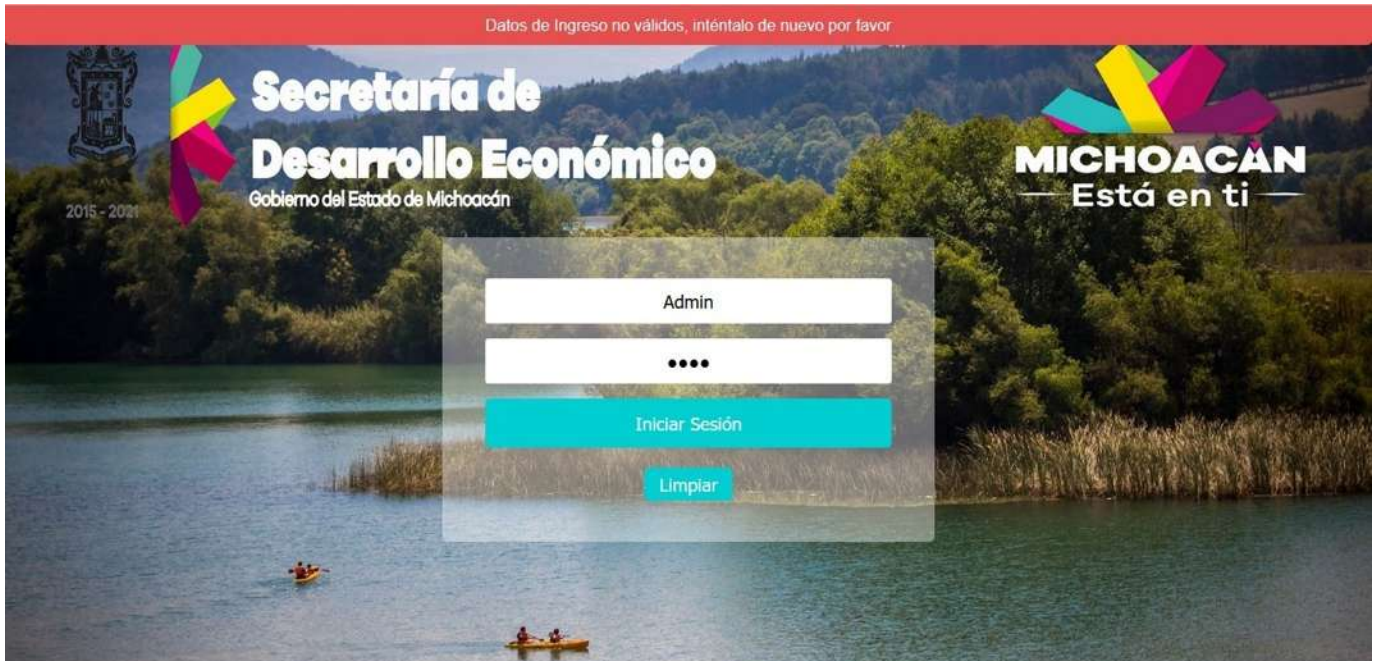 Datos de Ingreso no válidos, inténtalo de nuevo por favor
Secretaría de
Desarrollo Económico
Gobierno del Estado de Michoacán
2015 - 2021
MICHOACÁN
Está en ti
Admin
••••
Iniciar Sesión
Limpiar